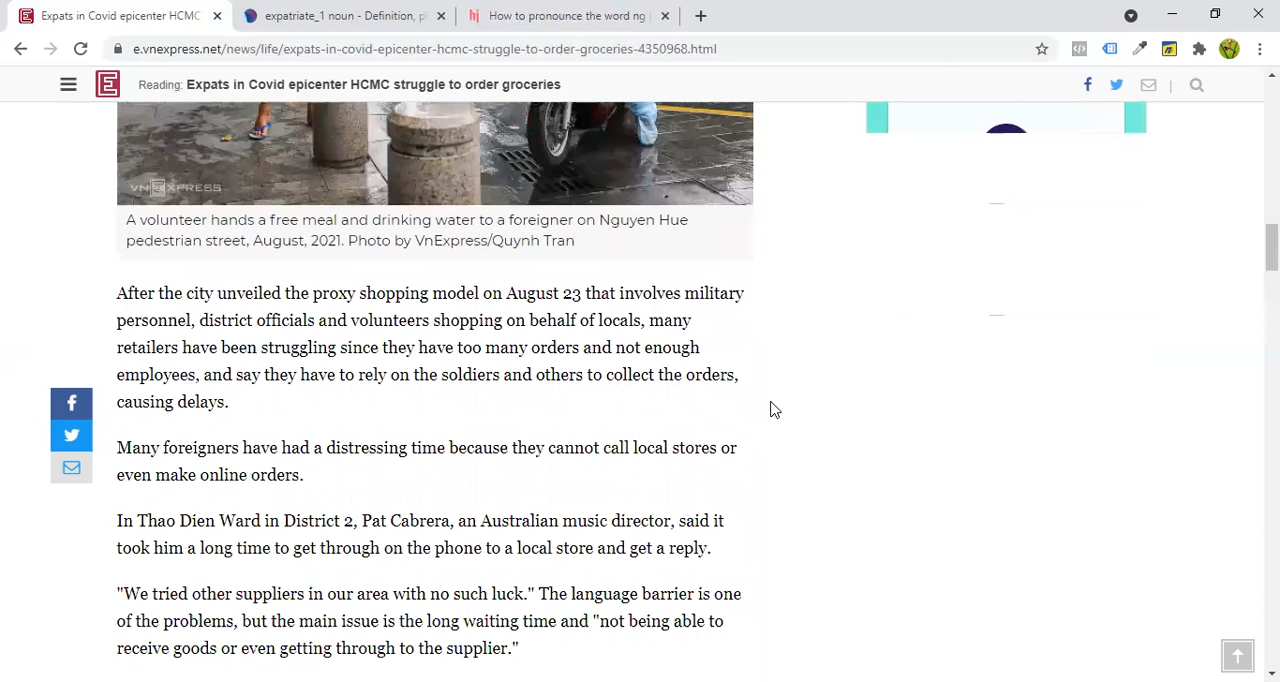 Expats in Covid epicenter HCMC
expatriate_1 noun - Definition, p
How to pronounce the word ng
e.vnexpress.net/news/life/expats-in-covid-epicenter-hcmc-struggle-to-order-groceries-4350968.html
Reading: Expats in Covid epicenter HCMC struggle to order groceries
VNEXPRESS
A volunteer hands a free meal and drinking water to a foreigner on Nguyen Hue
pedestrian street, August, 2021. Photo by VnExpress/Quynh Tran
After the city unveiled the proxy shopping model on August 23 that involves military
personnel, district officials and volunteers shopping on behalf of locals, many
retailers have been struggling since they have too many orders and not enough
employees, and say they have to rely on the soldiers and others to collect the orders,
causing delays.
Many foreigners have had a distressing time because they cannot call local stores or
even make online orders.
In Thao Dien Ward in District 2, Pat Cabrera, an Australian music director, said it
took him a long time to get through on the phone to a local store and get a reply.
"We tried other suppliers in our area with no such luck." The language barrier is one
of the problems, but the main issue is the long waiting time and "not being able to
receive goods or even getting through to the supplier."